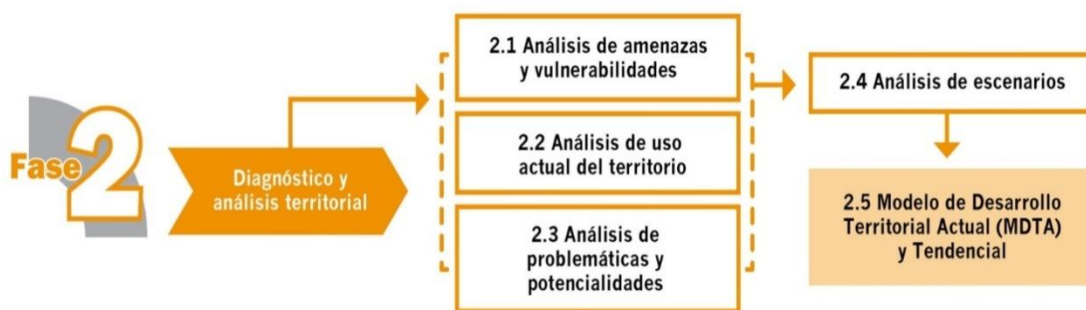 Fase 2
Diagnóstico y
análisis territorial
2.1 Análisis de amenazas
y vulnerabilidades
2.2 Análisis de uso
actual del territorio
2.3 Análisis de
problemáticas y
potencialidades
2.4 Análisis de escenarios
2.5 Modelo de Desarrollo
Territorial Actual (MDTA)
y Tendencial